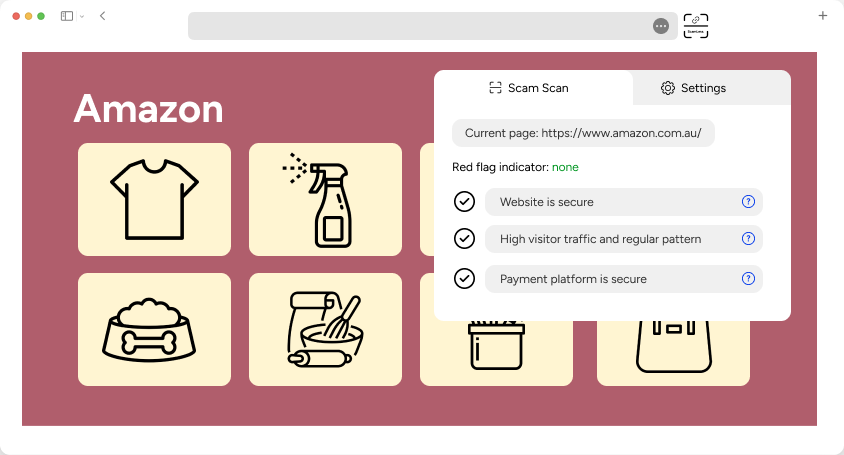 Amazon
Scam Scan
Settings
Current page: https://www.amazon.com.au/
Red flag indicator: none
Website is secure
High visitor traffic and regular pattern
Payment platform is secure